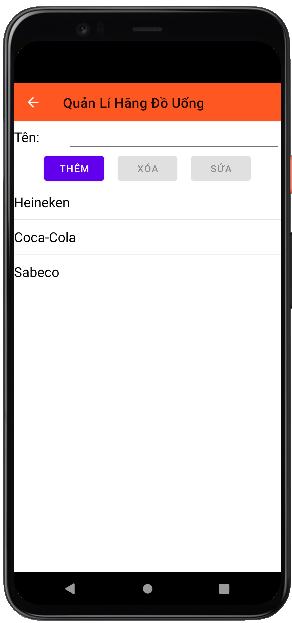 Quản Lí Hãng Đồ Uống
Tên:
THÊM XÓA SỬA
Heineken
Coca-Cola
Sabeco